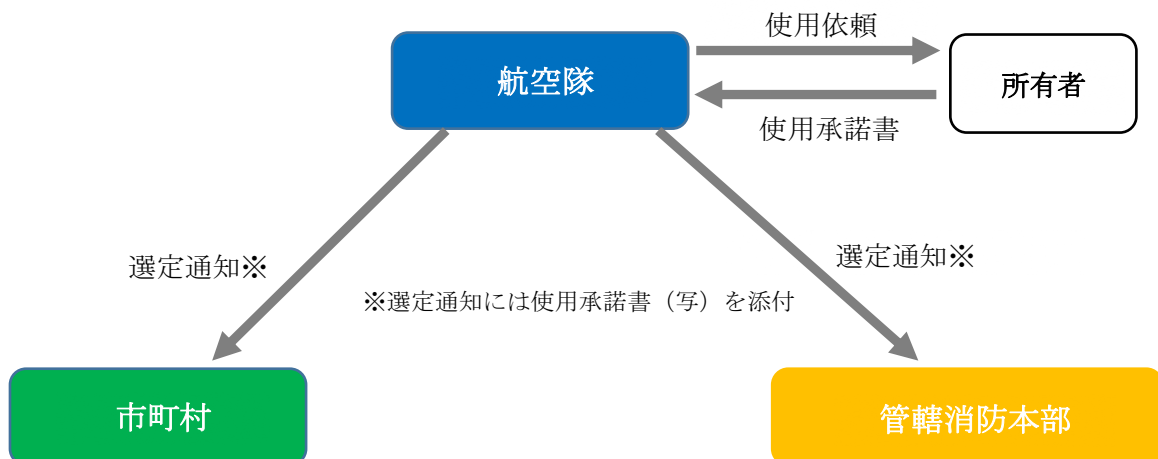 使用依頼
航空隊
所有者
使用承諾書
選定通知※
選定通知※
※選定通知には使用承諾書（写）を添付
市町村
管轄消防本部